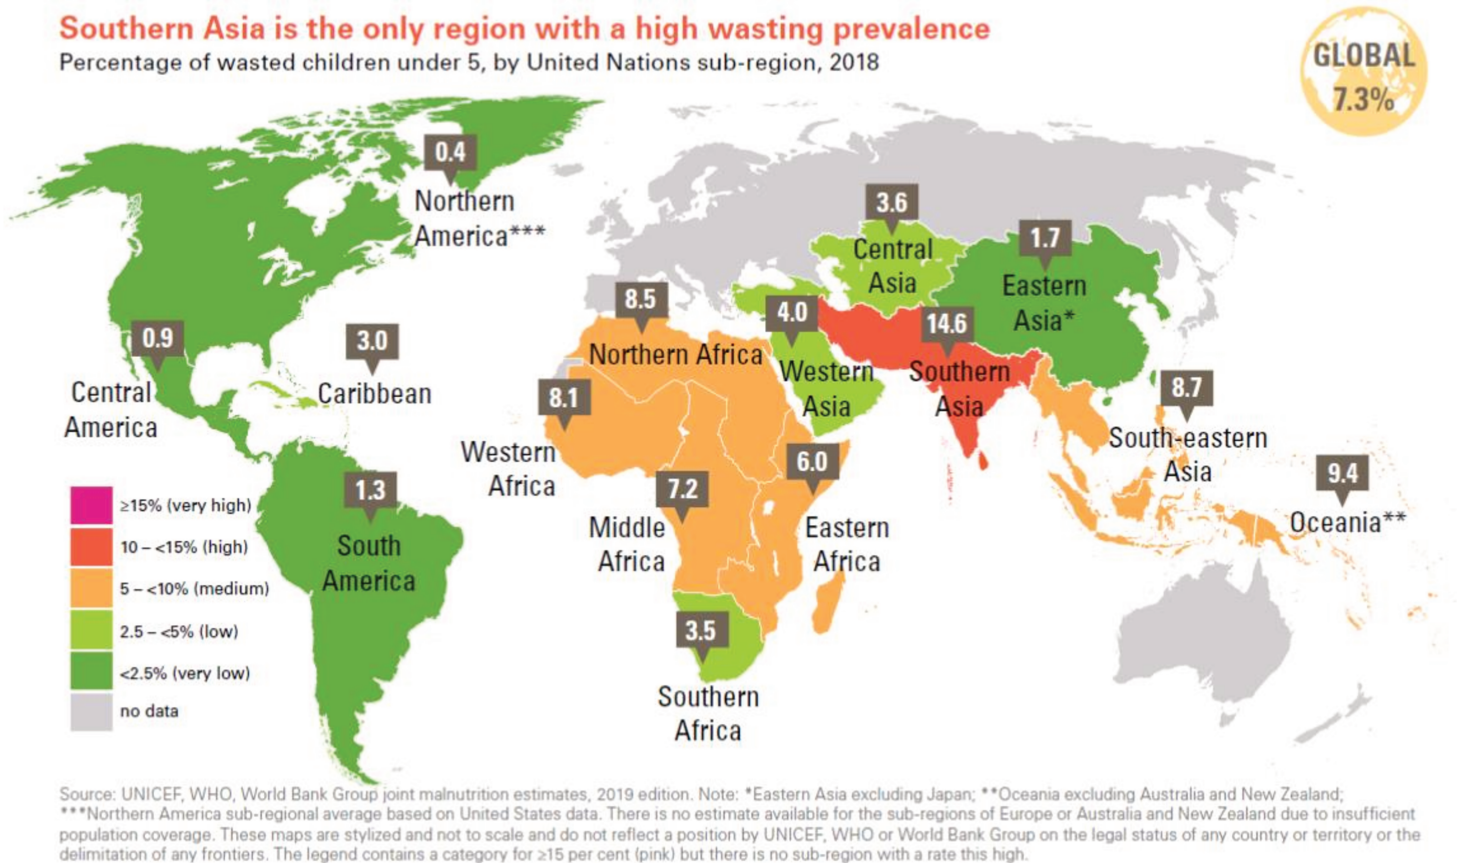 Southern Asia is the only region with a high wasting prevalence
Percentage of wasted children under 5, by United Nations sub-region, 2018
GLOBAL
7.3%
0.4
Northern
America***
3.6
Central
Asia
1.7
Eastern
Asia*
8.5
Northern Africa
4.0
Western
Asia
14.6
Southern
Asia
0.9
Central
America
3.0
Caribbean
8.1
Western
Africa
8.7
South-eastern
Asia
6.0
Eastern
Africa
9.4
Oceania**
7.2
Middle
Africa
1.3
South
America
3.5
Southern
Africa
≥15% (very high)
10 – <15% (high)
5 – <10% (medium)
2.5 – <5% (low)
<2.5% (very low)
no data
Source: UNICEF, WHO, World Bank Group joint malnutrition estimates, 2019 edition. Note: *Eastern Asia excluding Japan; **Oceania excluding Australia and New Zealand;
***Northern America sub-regional average based on United States data. There is no estimate available for the sub-regions of Europe or Australia and New Zealand due to insufficient
population coverage. These maps are stylized and not to scale and do not reflect a position by UNICEF, WHO or World Bank Group on the legal status of any country or territory or the
delimitation of any frontiers. The legend contains a category for ≥15 per cent (pink) but there is no sub-region with a rate this high.